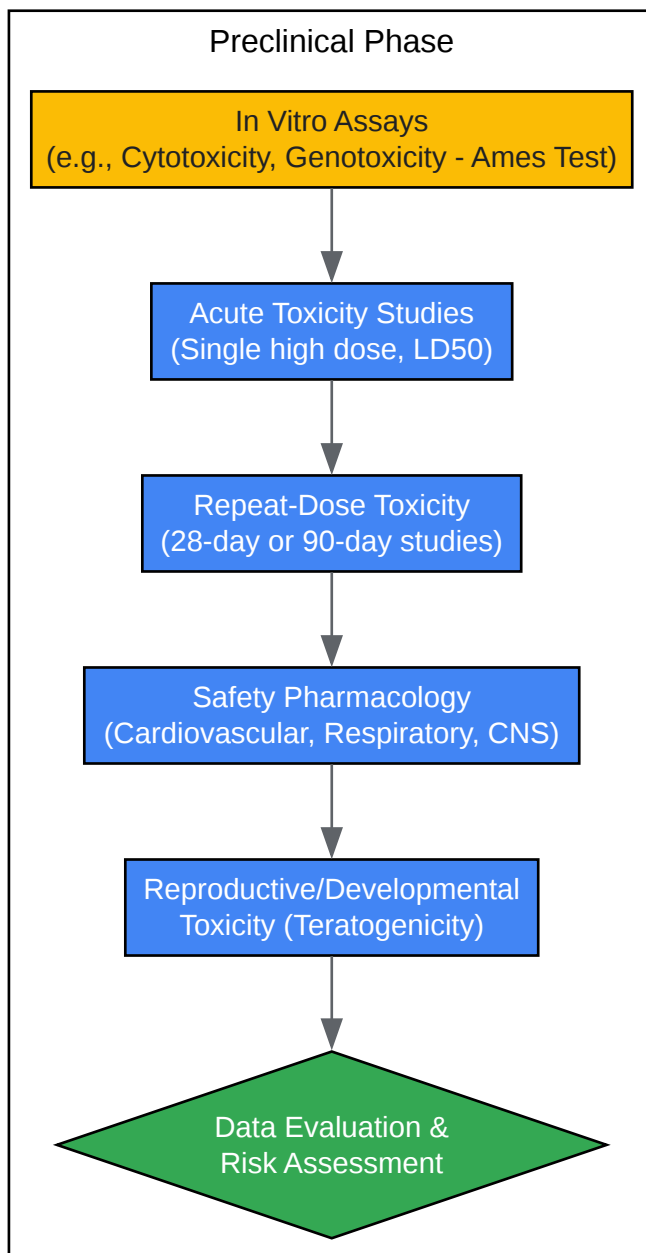 Preclinical Phase
In Vitro Assays
(e.g., Cytotoxicity, Genotoxicity - Ames Test)
Acute Toxicity Studies
(Single high dose, LD50)
Repeat-Dose Toxicity
(28-day or 90-day studies)
Safety Pharmacology
(Cardiovascular, Respiratory, CNS)
Reproductive/Developmental
Toxicity (Teratogenicity)
Data Evaluation &
Risk Assessment